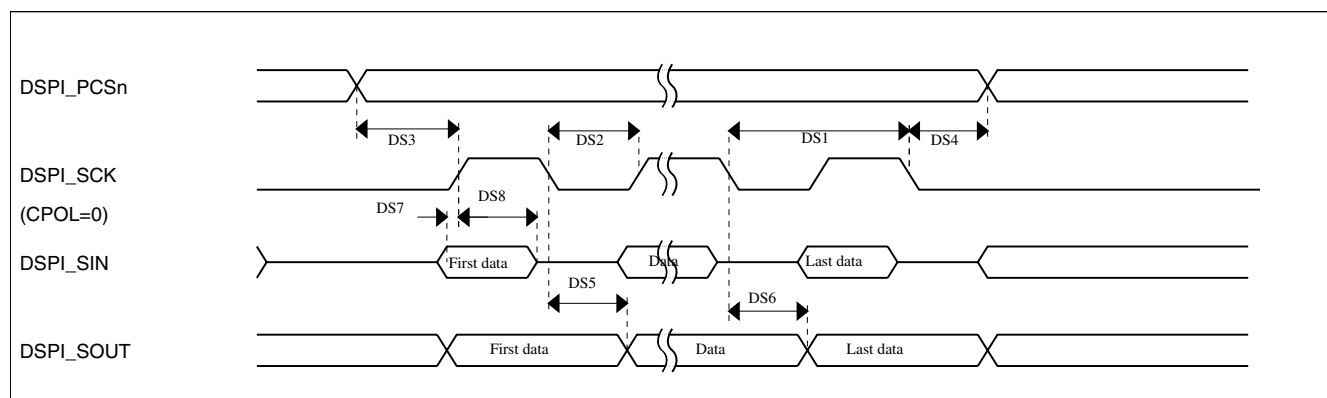 DSPI_PCSn
DS3
DS2
DS1
DS4
DSPI_SCK
(CPOL=0)
DS7
DS8
DSPI_SIN
First data
Data
Last data
DS5
DS6
DSPI_SOUT
First data
Data
Last data